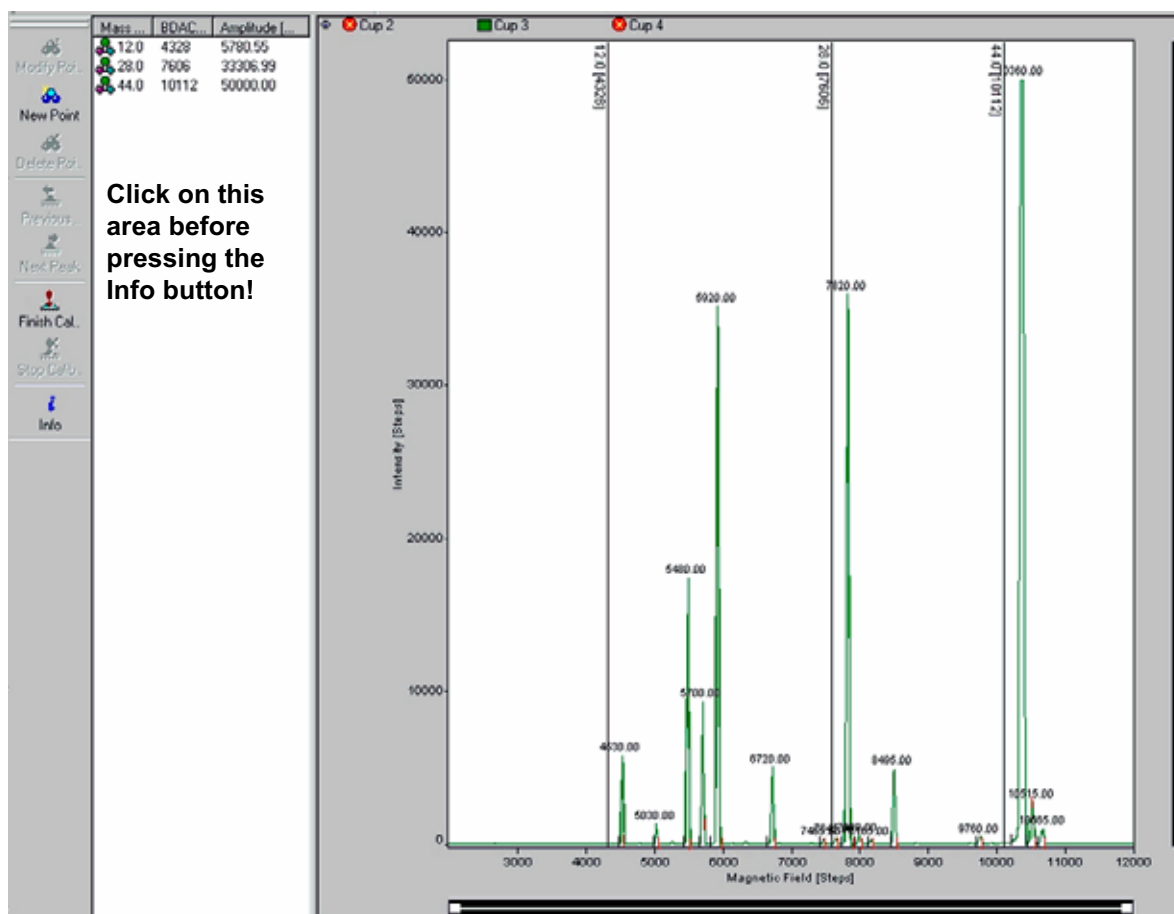 Mass ... BDAC... Amplitude [...
12.0 4328 5780.55
28.0 7606 33306.99
44.0 10112 50000.00
Modify Poi..
New Point
Delete Poi..
Previous ...
Next Peak
Finish Cal..
Stop Calib..
Info
Click on this
area before
pressing the
Info button!
Cup 2 Cup 3 Cup 4
12.0 [4328]
28.0 [7606]
44.0 [10112]
0360.00
50000
40000
30000
20000
10000
0
Intensity [Steps]
4530.00
5030.00
5480.00
5700.00
5920.00
6720.00
7820.00
8495.00
9760.00
10515.00
10665.00
3000 4000 5000 6000 7000 8000 9000 10000 11000 12000
Magnetic Field [Steps]